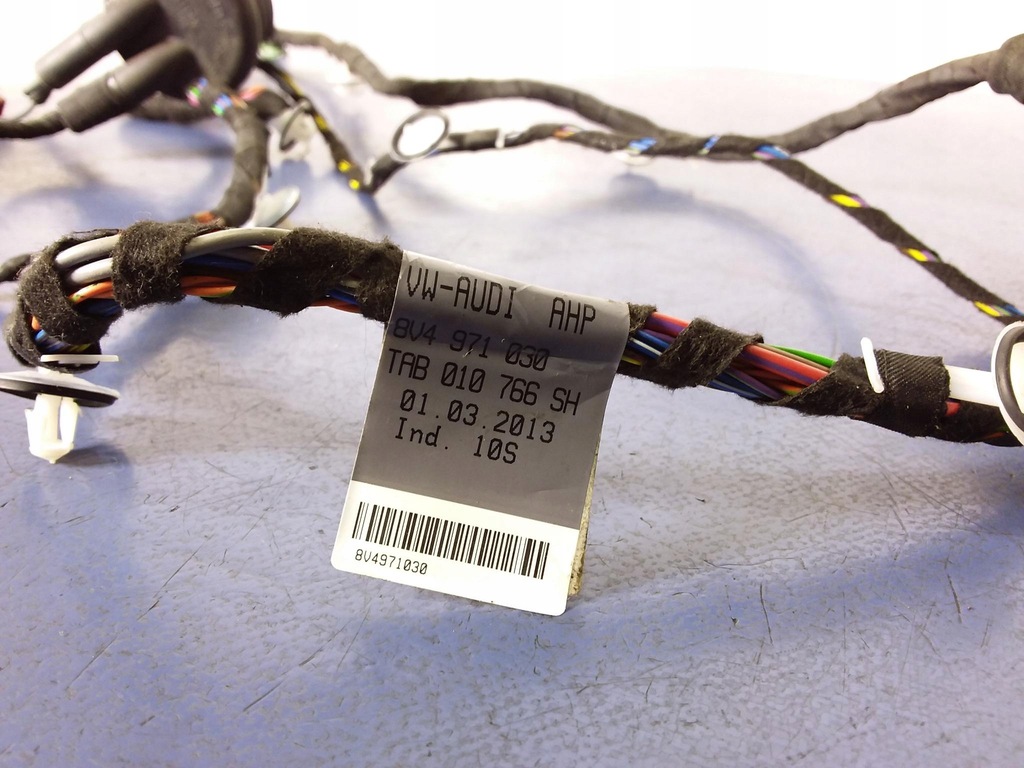 VW-AUDI AHP
8V4 971 030
TAB 010 766 SH
01.03.2013
Ind. 10S
8V4971030